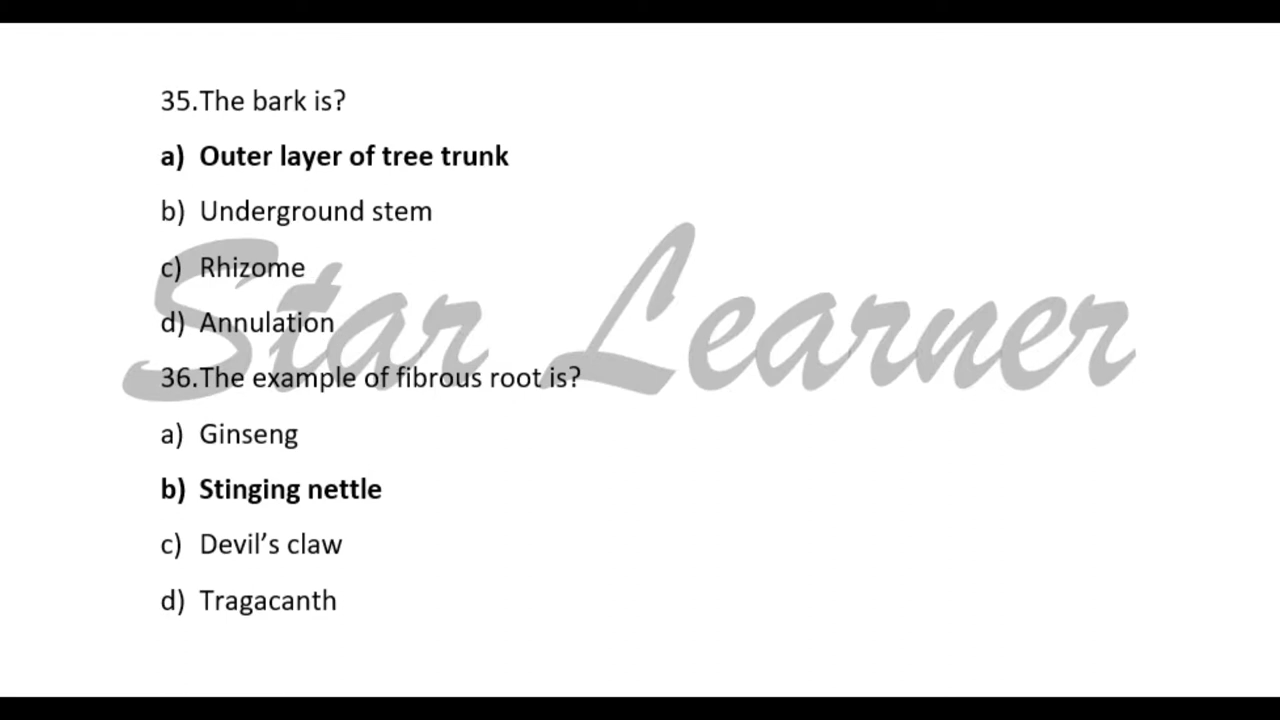 35.The bark is?
a) Outer layer of tree trunk
b) Underground stem
c) Rhizome
d) Annulation
36.The example of fibrous root is?
a) Ginseng
b) Stinging nettle
c) Devil’s claw
d) Tragacanth
Star Learner